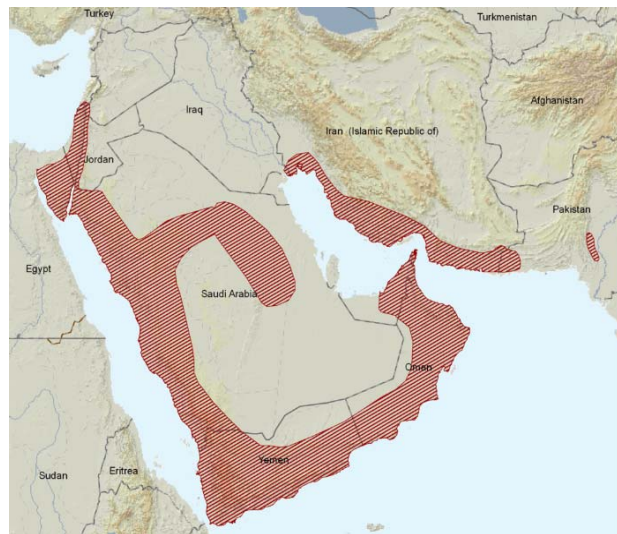 Turkey
Turkmenistan
Afghanistan
Iraq
Iran (Islamic Republic of)
Jordan
Pakistan
Egypt
Saudi Arabia
Oman
Yemen
Sudan
Eritrea